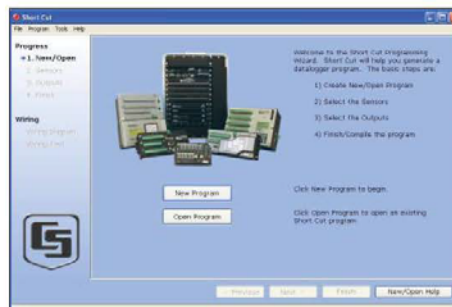 Short Cut
File Program Tools Help
Progress
1. New/Open
2. Sensors
3. Outputs
4. Finish
Wiring
Wiring Diagram
Wiring Text
Welcome to the Short Cut Programming
Wizard. Short Cut will help you generate a
datalogger program. The basic steps are:
1) Create New/Open Program
2) Select the Sensors
3) Select the Outputs
4) Finish/Compile the program
New Program
Click New Program to begin.
Open Program
Click Open Program to open an existing
Short Cut program.
Previous
Next
Finish
New/Open Help